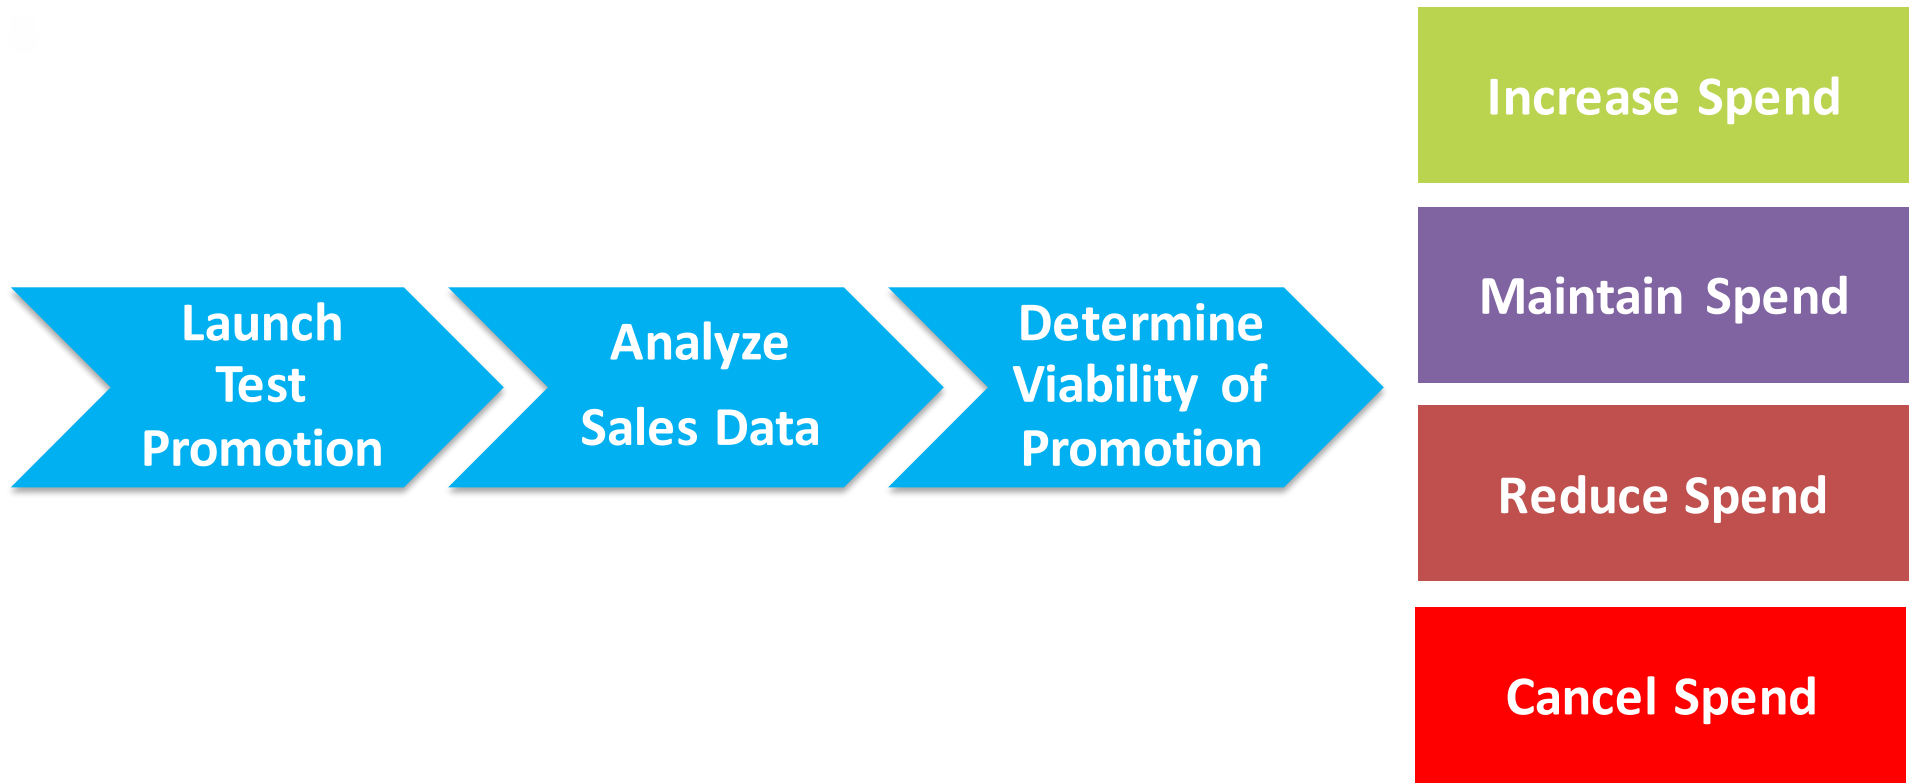 Launch
Test
Promotion
Analyze
Sales Data
Determine
Viability of
Promotion
Increase Spend
Maintain Spend
Reduce Spend
Cancel Spend